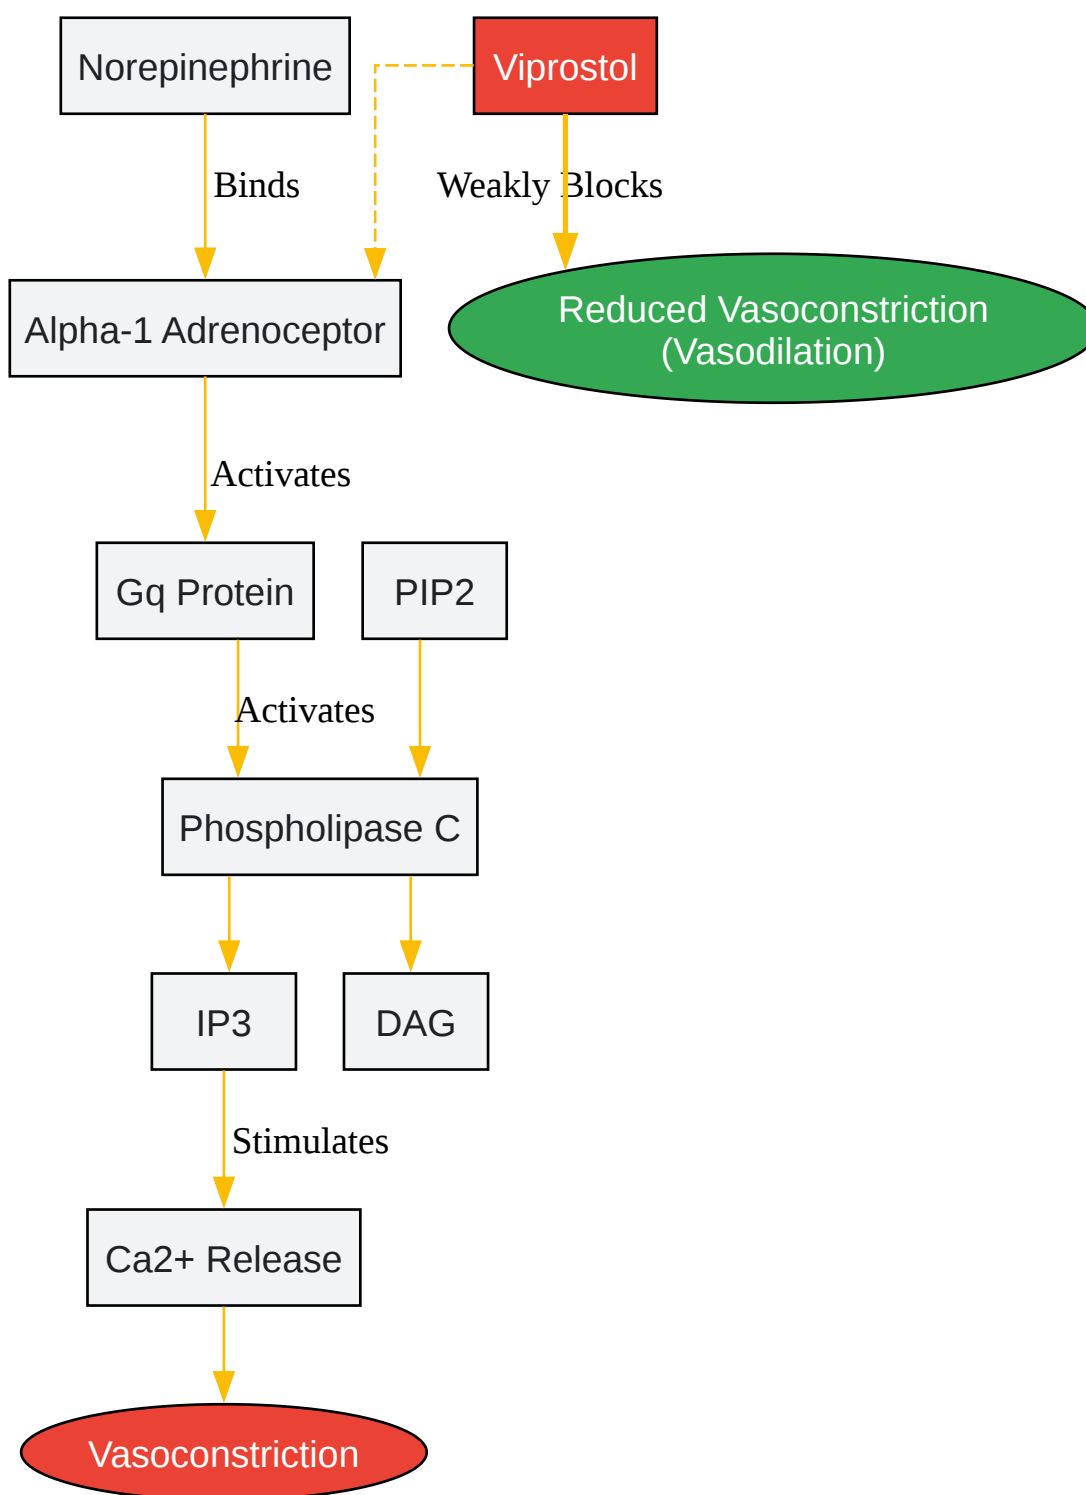 Norepinephrine
Viprostol
Binds
Weakly Blocks
Alpha-1 Adrenoceptor
Reduced Vasoconstriction
(Vasodilation)
Activates
Gq Protein
PIP2
Activates
Phospholipase C
IP3
DAG
Stimulates
Ca2+ Release
Vasoconstriction